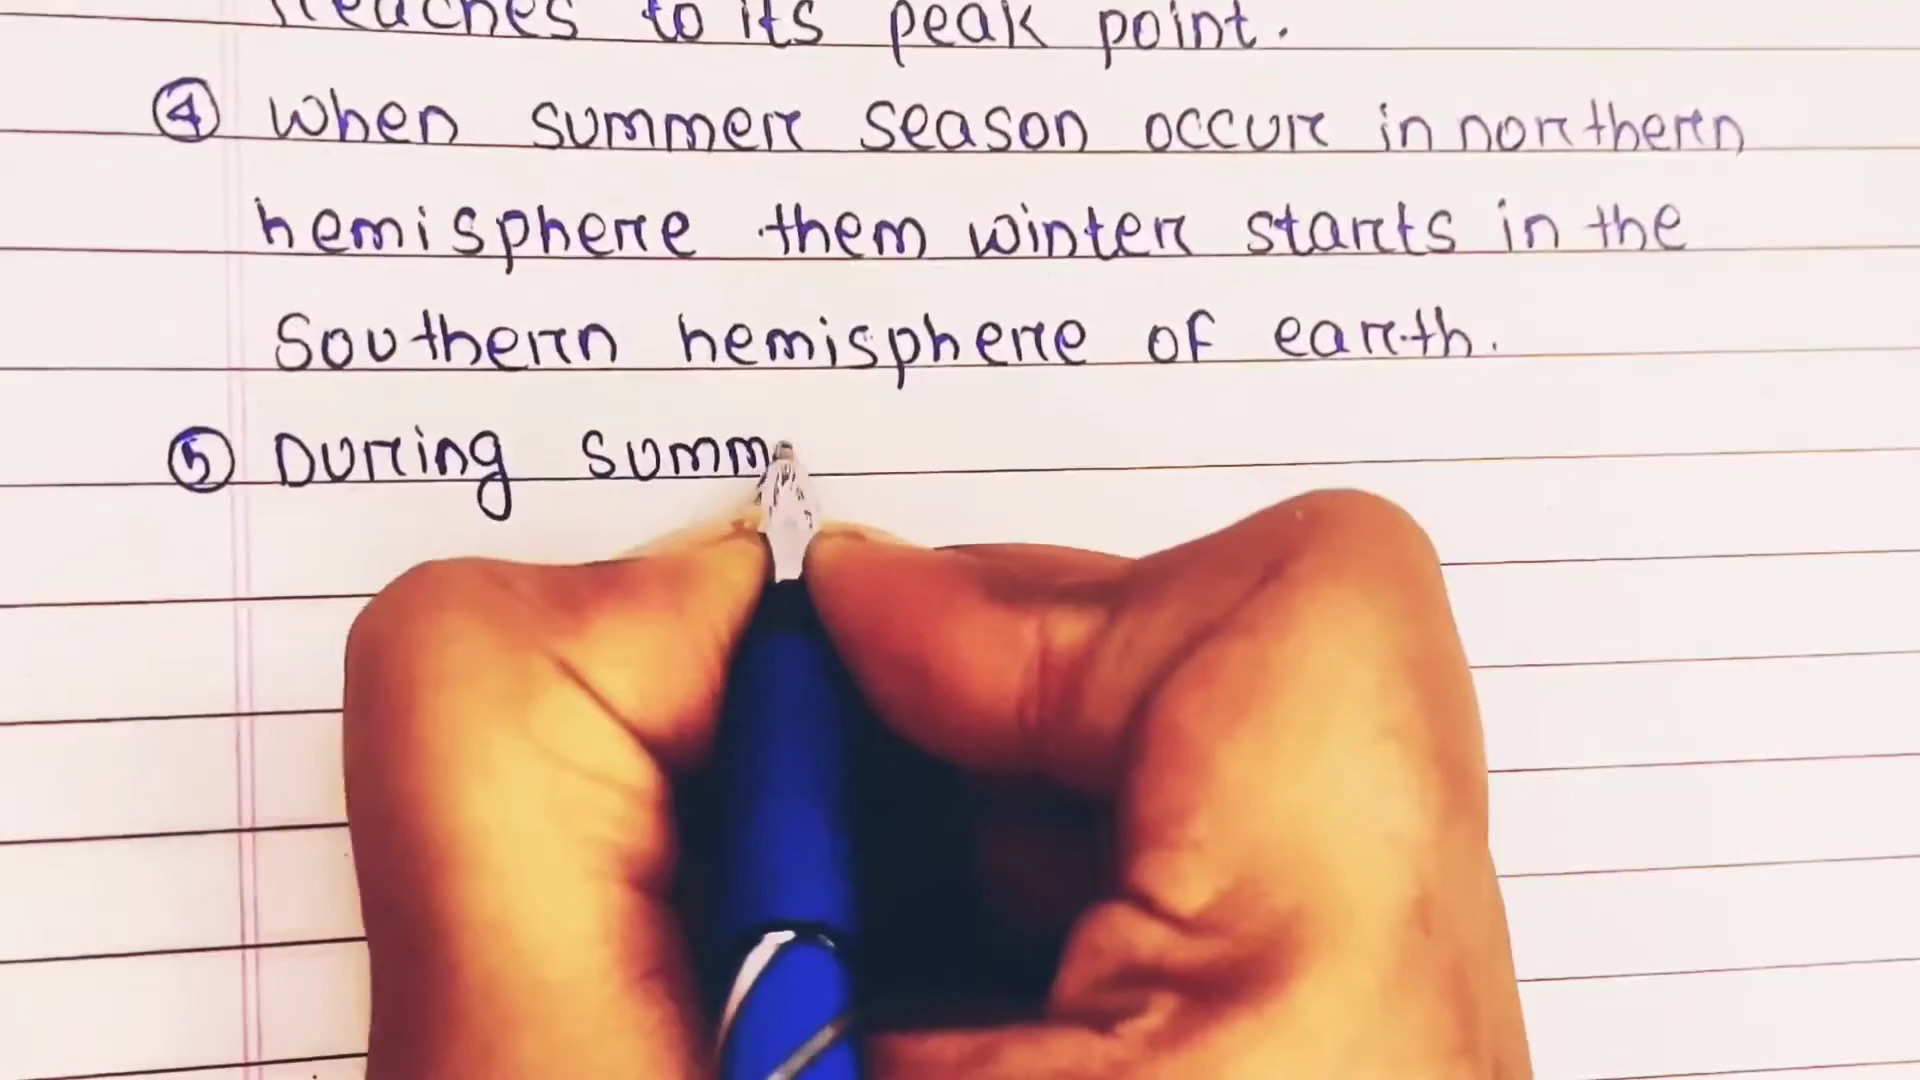 reaches to its peak point.
④ When summer season occur in northern
hemisphere them winter starts in the
Southern hemisphere of earth.
⑤ During summ